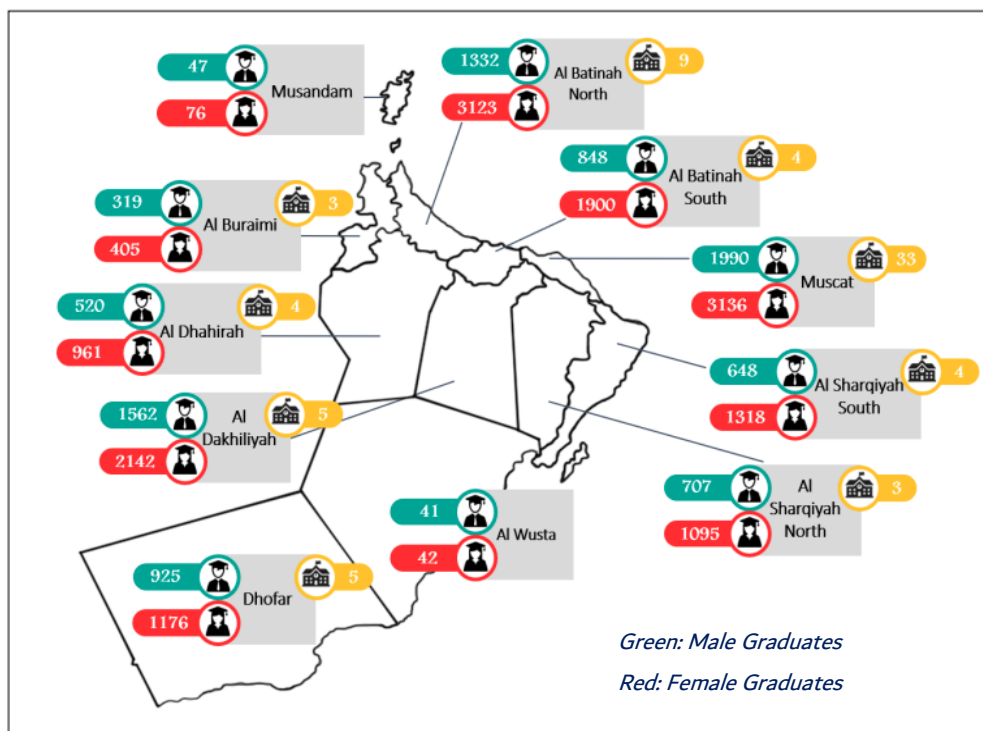 47
Musandam
76
1332
Al Batinah
North
9
3123
848
Al Batinah
South
4
1900
319
Al Buraimi
3
405
1990
Muscat
33
3136
520
Al Dhahirah
4
961
648
Al Sharqiyah
South
4
1318
1562
Al
Dakhiliyah
5
2142
707
Al
Sharqiyah
North
3
1095
41
Al Wusta
42
925
Dhofar
5
1176
Green: Male Graduates
Red: Female Graduates